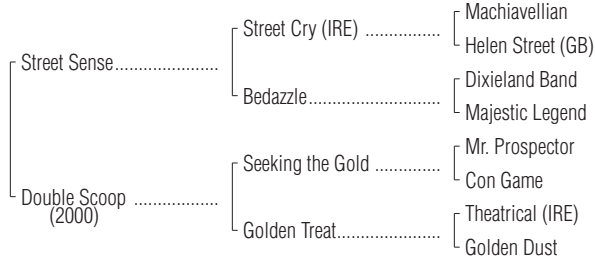 Machiavellian
Street Cry (IRE) ..................
Helen Street (GB)
Street Sense.........................
Dixieland Band
Bedazzle................................
Majestic Legend
Mr. Prospector
Seeking the Gold ................
Con Game
Double Scoop ....................
(2000)
Theatrical (IRE)
Golden Treat.........................
Golden Dust